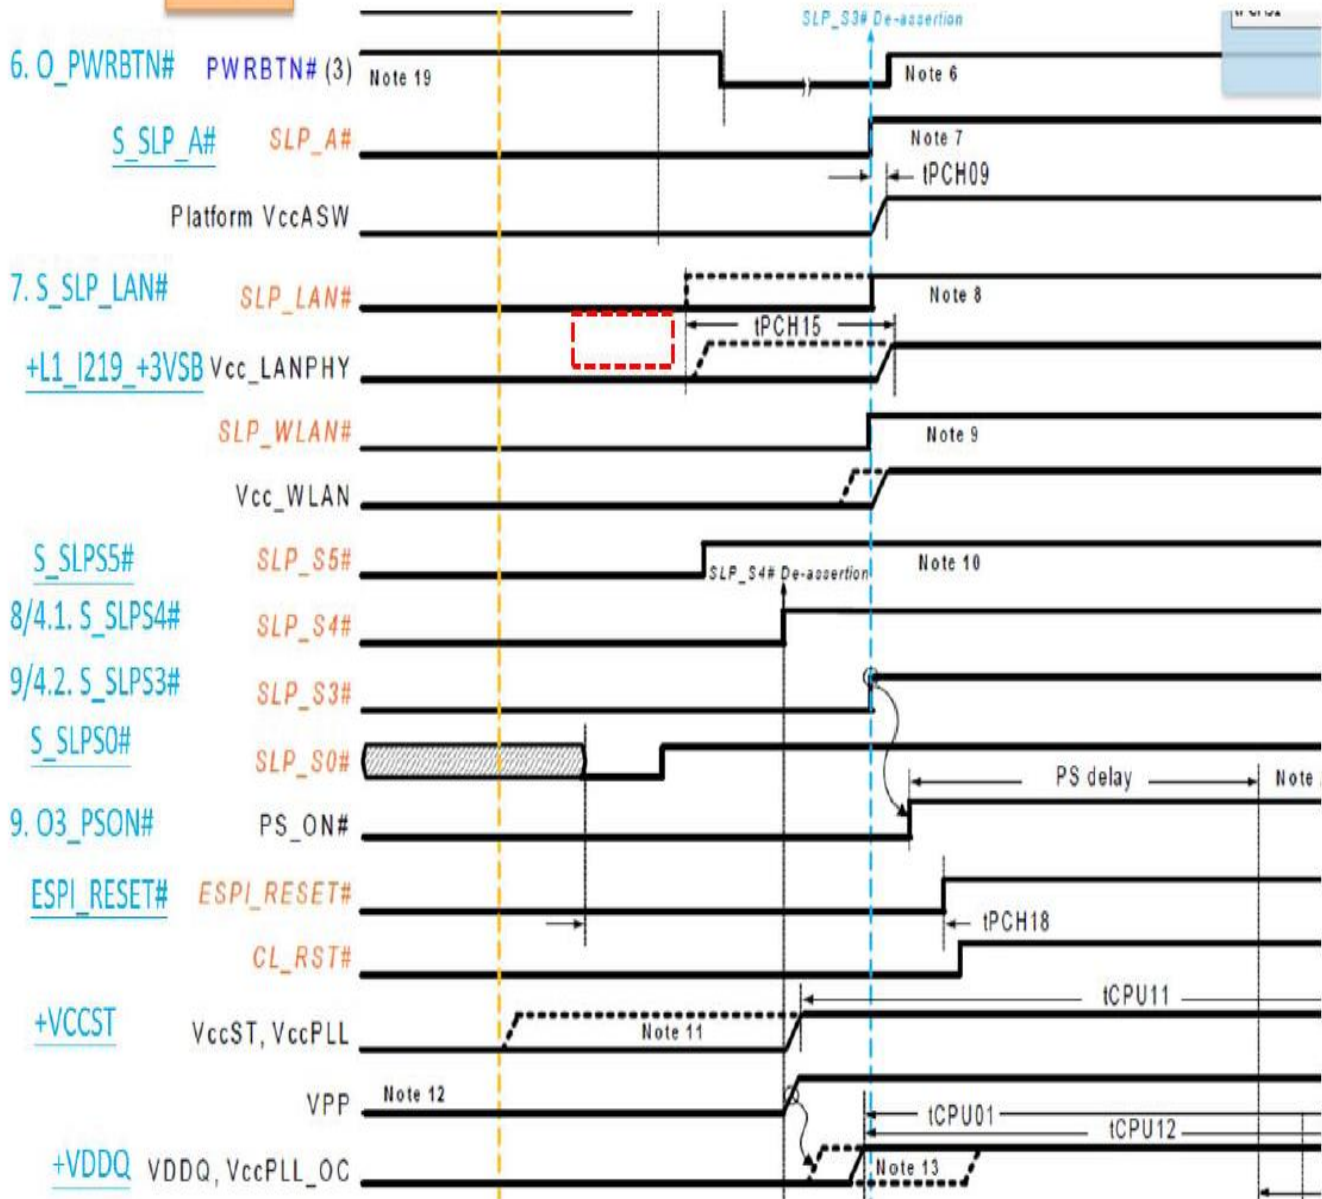 SLP_S3# De-assertion
6. O_PWRBTN# PWRBTN# (3) Note 19 Note 6
S_SLP_A# SLP_A# Note 7
tPCH09
Platform VccASW
7. S_SLP_LAN# SLP_LAN# Note 8
tPCH15
+L1_I219_+3VSB Vcc_LANPHY
SLP_WLAN# Note 9
Vcc_WLAN
S_SLPS5# SLP_S5# Note 10
SLP_S4# De-assertion
8/4.1. S_SLPS4# SLP_S4#
9/4.2. S_SLPS3# SLP_S3#
S_SLPS0# SLP_S0#
PS delay Note
9. O3_PSON# PS_ON#
ESPI_RESET# ESPI_RESET#
tPCH18
CL_RST#
tCPU11
+VCCST VccST, VccPLL Note 11
VPP Note 12
tCPU01
tCPU12
+VDDQ VDDQ, VccPLL_OC Note 13